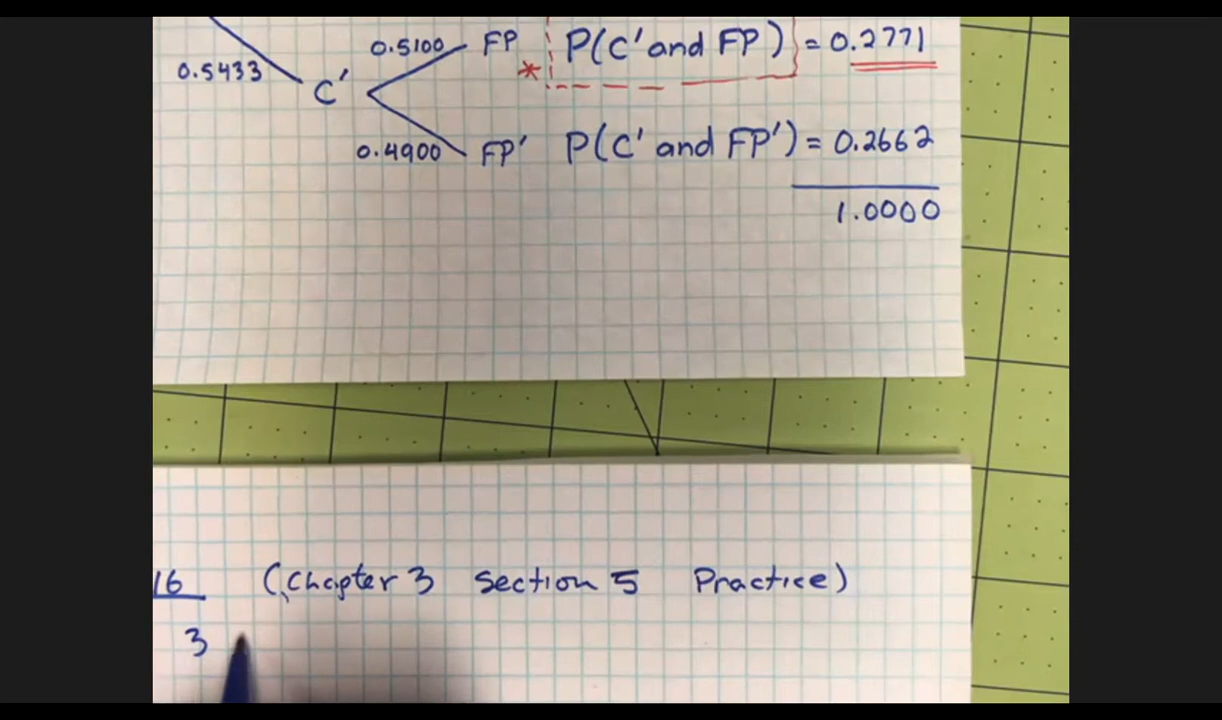 0.5100 FP * P(C' and FP) = 0.2771
0.5433 C'
0.4900 FP' P(C' and FP') = 0.2662
1.0000
16 (Chapter 3 Section 5 Practice)
3